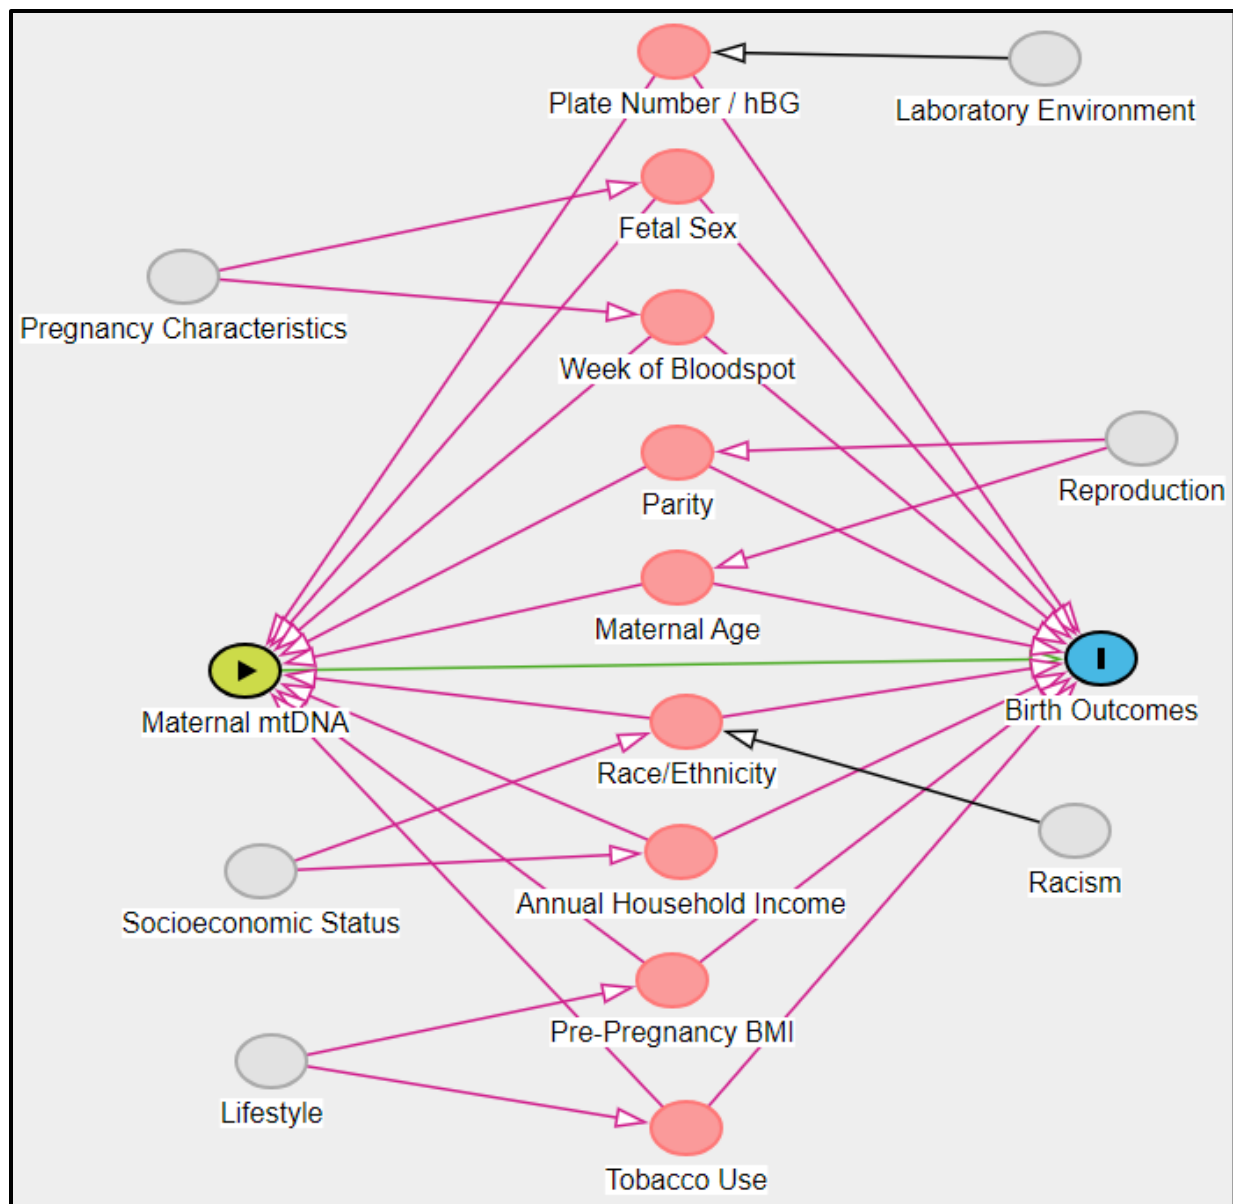 Plate Number / hBG
Laboratory Environment
Fetal Sex
Pregnancy Characteristics
Week of Bloodspot
Reproduction
Parity
Maternal Age
Maternal mtDNA
Birth Outcomes
Race/Ethnicity
Racism
Annual Household Income
Socioeconomic Status
Pre-Pregnancy BMI
Lifestyle
Tobacco Use